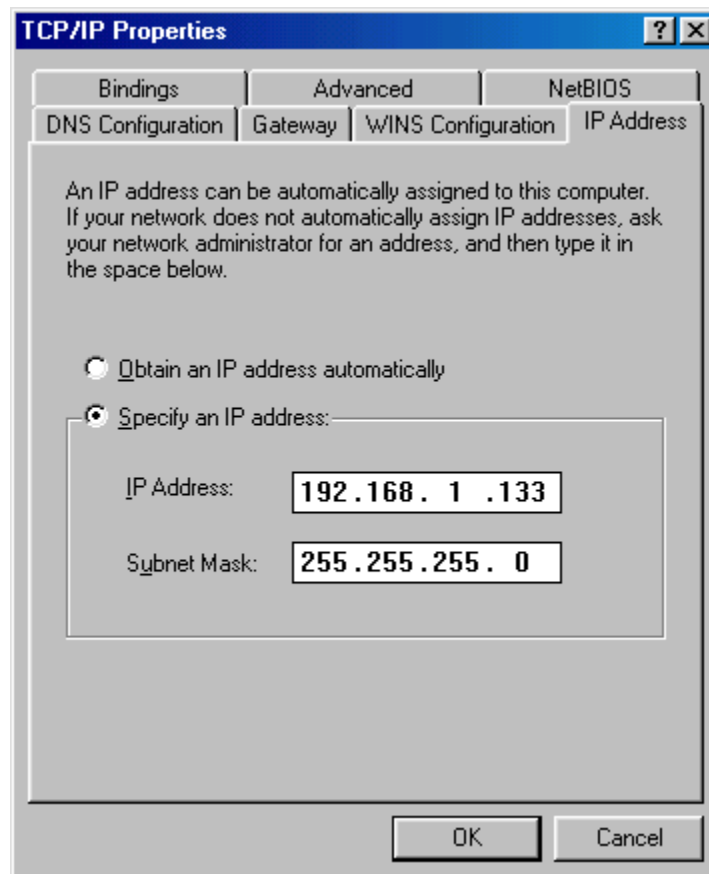 TCP/IP Properties
Bindings Advanced NetBIOS
DNS Configuration Gateway WINS Configuration IP Address
An IP address can be automatically assigned to this computer.
If your network does not automatically assign IP addresses, ask
your network administrator for an address, and then type it in
the space below.
Obtain an IP address automatically
Specify an IP address:
IP Address: 192.168. 1 .133
Subnet Mask: 255.255.255. 0
OK Cancel